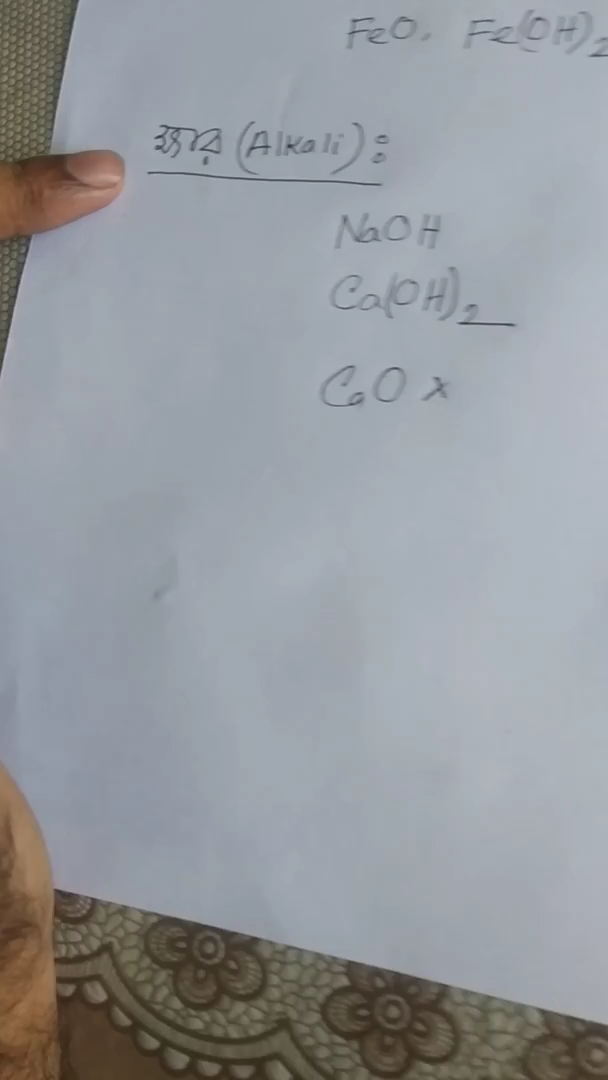 FeO, Fe(OH)2
ক্ষার (Alkali):
NaOH
Ca(OH)2
CaO x